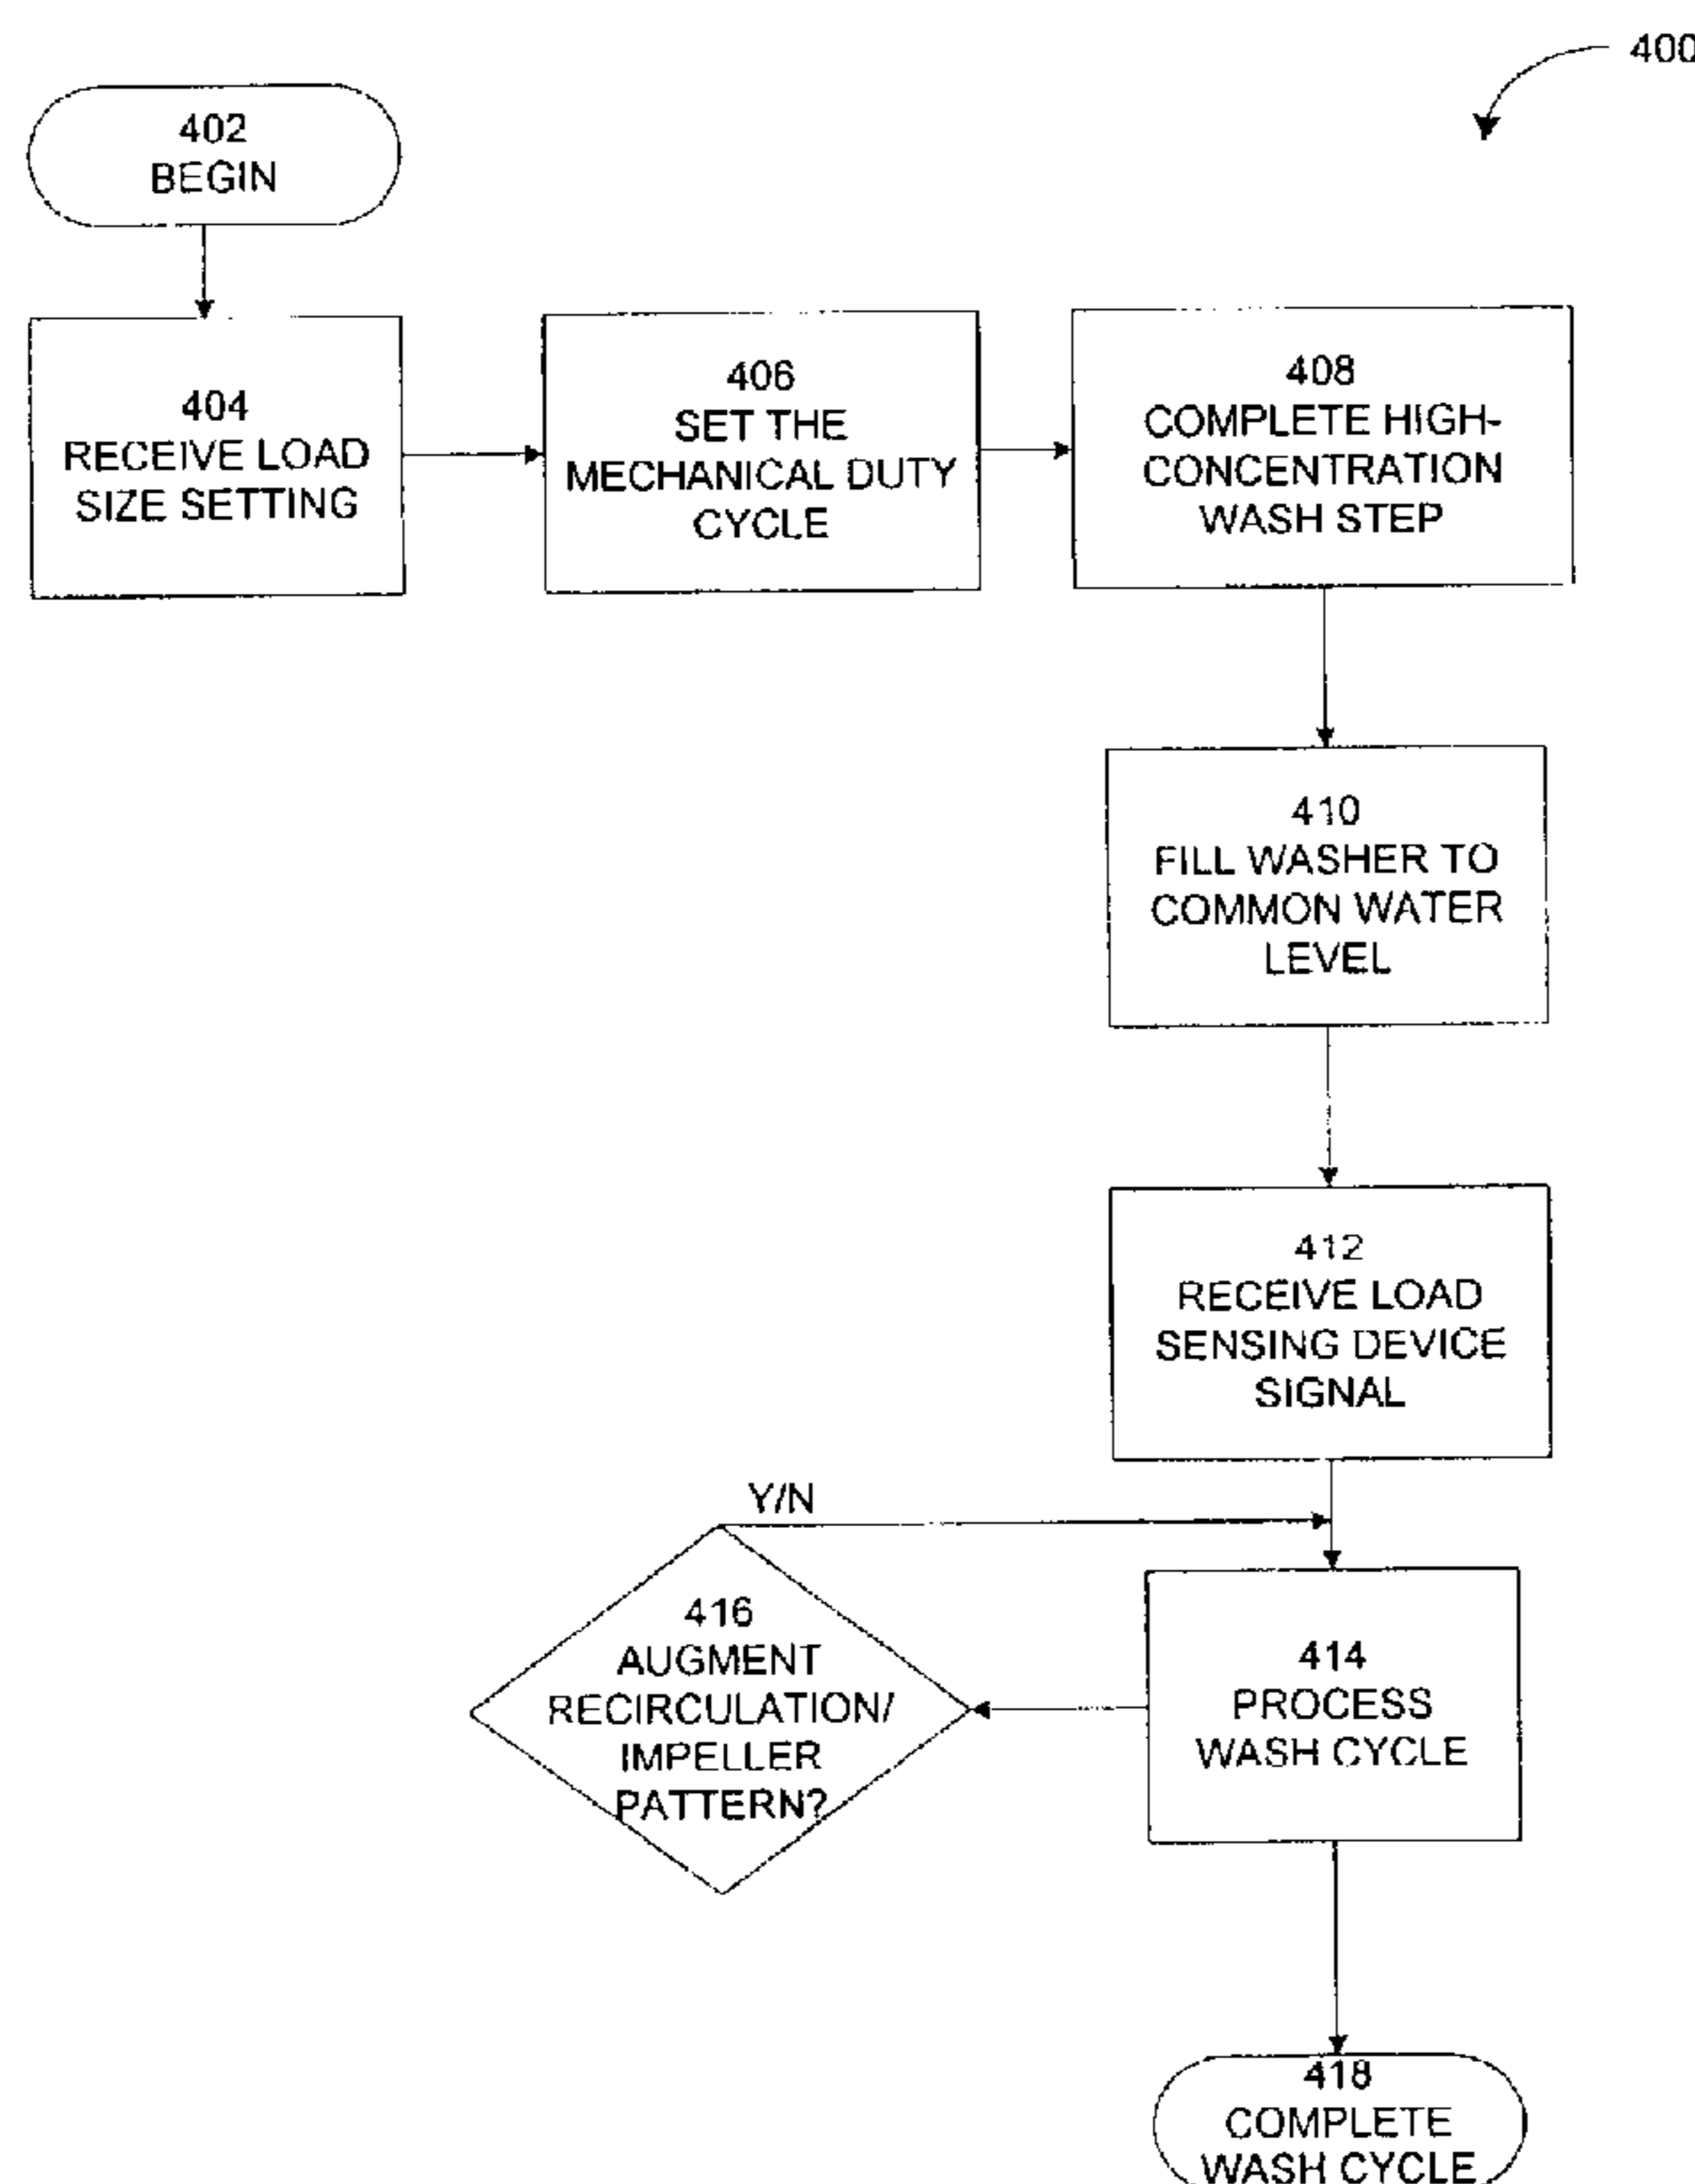 400
402
BEGIN
404
RECEIVE LOAD
SIZE SETTING
406
SET THE
MECHANICAL DUTY
CYCLE
408
COMPLETE HIGH-
CONCENTRATION
WASH STEP
410
FILL WASHER TO
COMMON WATER
LEVEL
412
RECEIVE LOAD
SENSING DEVICE
SIGNAL
Y/N
416
AUGMENT
RECIRCULATION/
IMPELLER
PATTERN?
414
PROCESS
WASH CYCLE
418
COMPLETE
WASH CYCLE